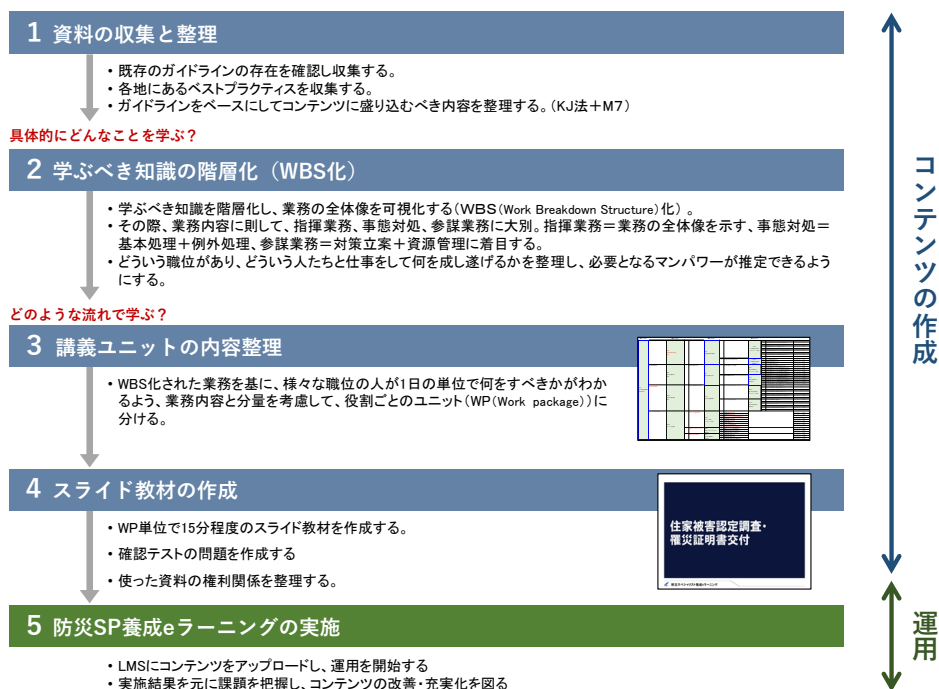 1 資料の収集と整理
・既存のガイドラインの存在を確認し収集する。
・各地にあるベストプラクティスを収集する。
・ガイドラインをベースにしてコンテンツに盛り込むべき内容を整理する。(KJ法+M7)
具体的にどんなことを学ぶ?
2 学ぶべき知識の階層化(WBS化)
・学ぶべき知識を階層化し、業務の全体像を可視化する(WBS(Work Breakdown Structure)化) 。
・その際、業務内容に則して、指揮業務、事態対処、参謀業務に大別。指揮業務=業務の全体像を示す、事態対処=
基本処理+例外処理、参謀業務=対策立案+資源管理に着目する。
・どういう職位があり、どういう人たちと仕事をして何を成し遂げるかを整理し、必要となるマンパワーが推定できるよう
にする。
どのような流れで学ぶ?
3 講義ユニットの内容整理
・WBS化された業務を基に、様々な職位の人が1日の単位で何をすべきかがわか
るよう、業務内容と分量を考慮して、役割ごとのユニット(WP(Work package))に
分ける。
4 スライド教材の作成
・WP単位で15分程度のスライド教材を作成する。
・確認テストの問題を作成する
・使った資料の権利関係を整理する。
住家被害認定調査・
罹災証明書交付
防災スペシャリスト養成eラーニング
5 防災SP養成eラーニングの実施
・LMSにコンテンツをアップロードし、運用を開始する
・実施結果を元に課題を把握し、コンテンツの改善・充実化を図る
コンテンツの作成
運用